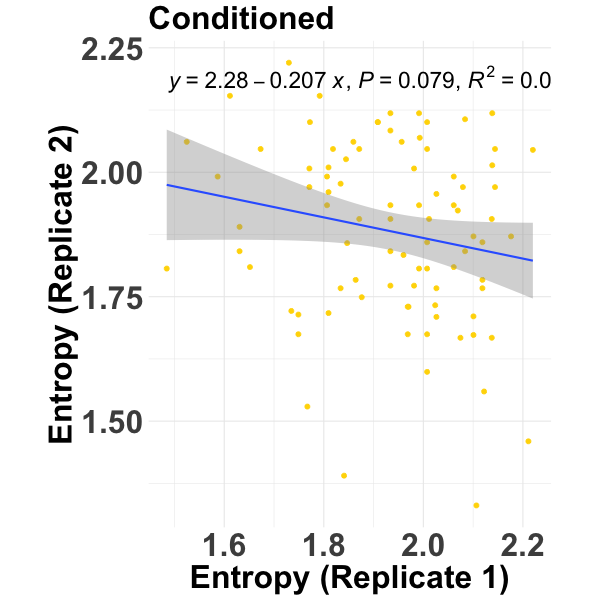 Conditioned
y = 2.28 – 0.207 x, P = 0.079, R² = 0.0
2.25
2.00
1.75
1.50
Entropy (Replicate 2)
1.6 1.8 2.0 2.2
Entropy (Replicate 1)